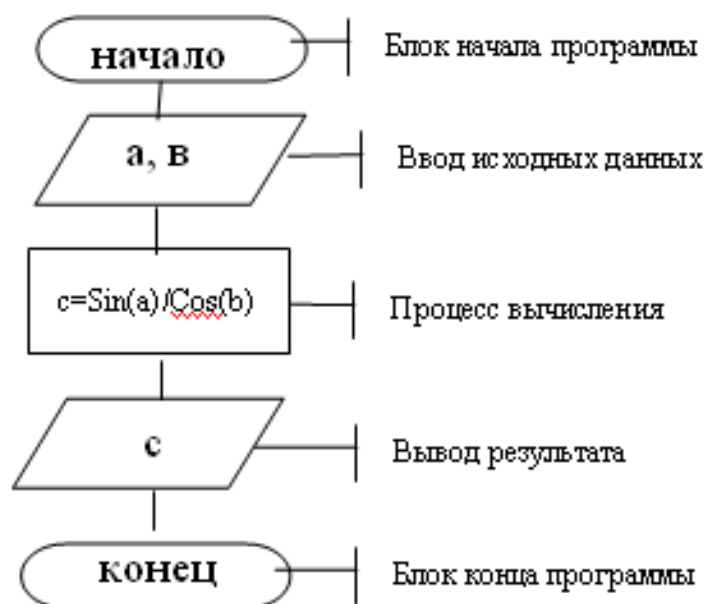 начало
Блок начала программы
а, в
Ввод исходных данных
c=Sin(a)/Cos(b)
Процесс вычисления
с
Вывод результата
конец
Блок конца программы